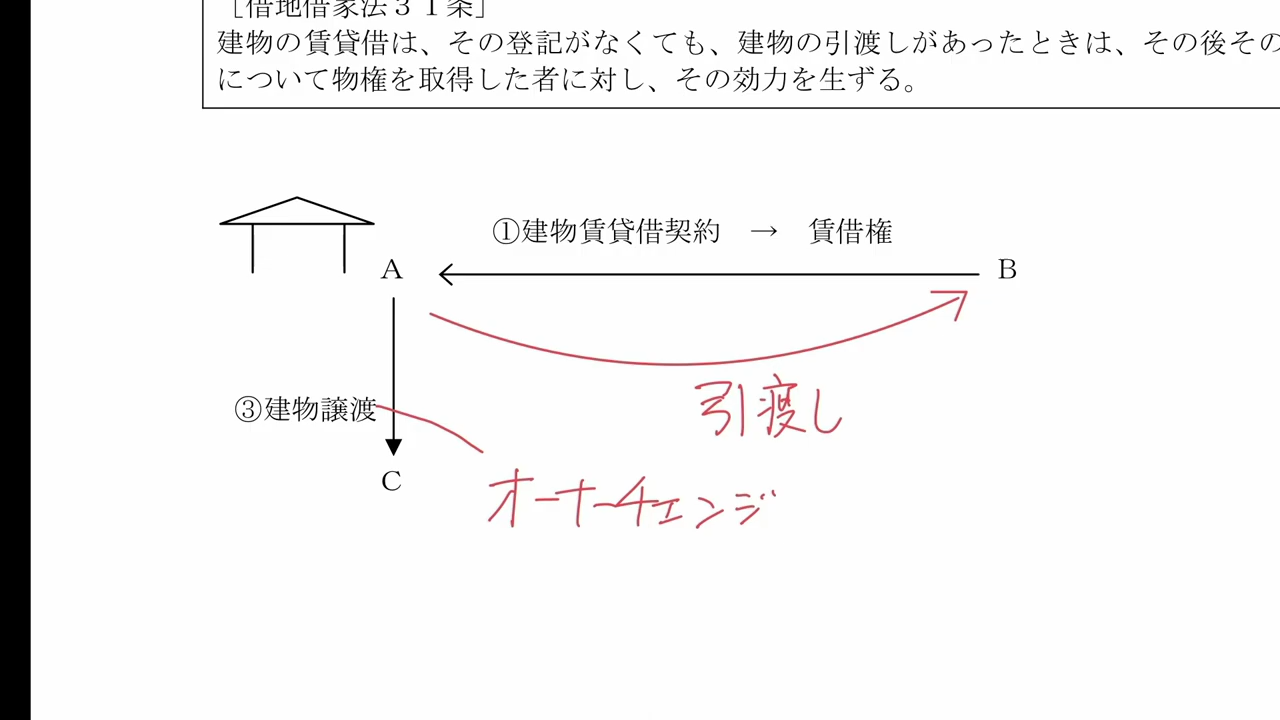 ［借地借家法３１条］
建物の賃貸借は、その登記がなくても、建物の引渡しがあったときは、その後その
について物権を取得した者に対し、その効力を生ずる。
①建物賃貸借契約　→　賃借権
A
B
引渡し
③建物譲渡
C
オーナーチェンジ